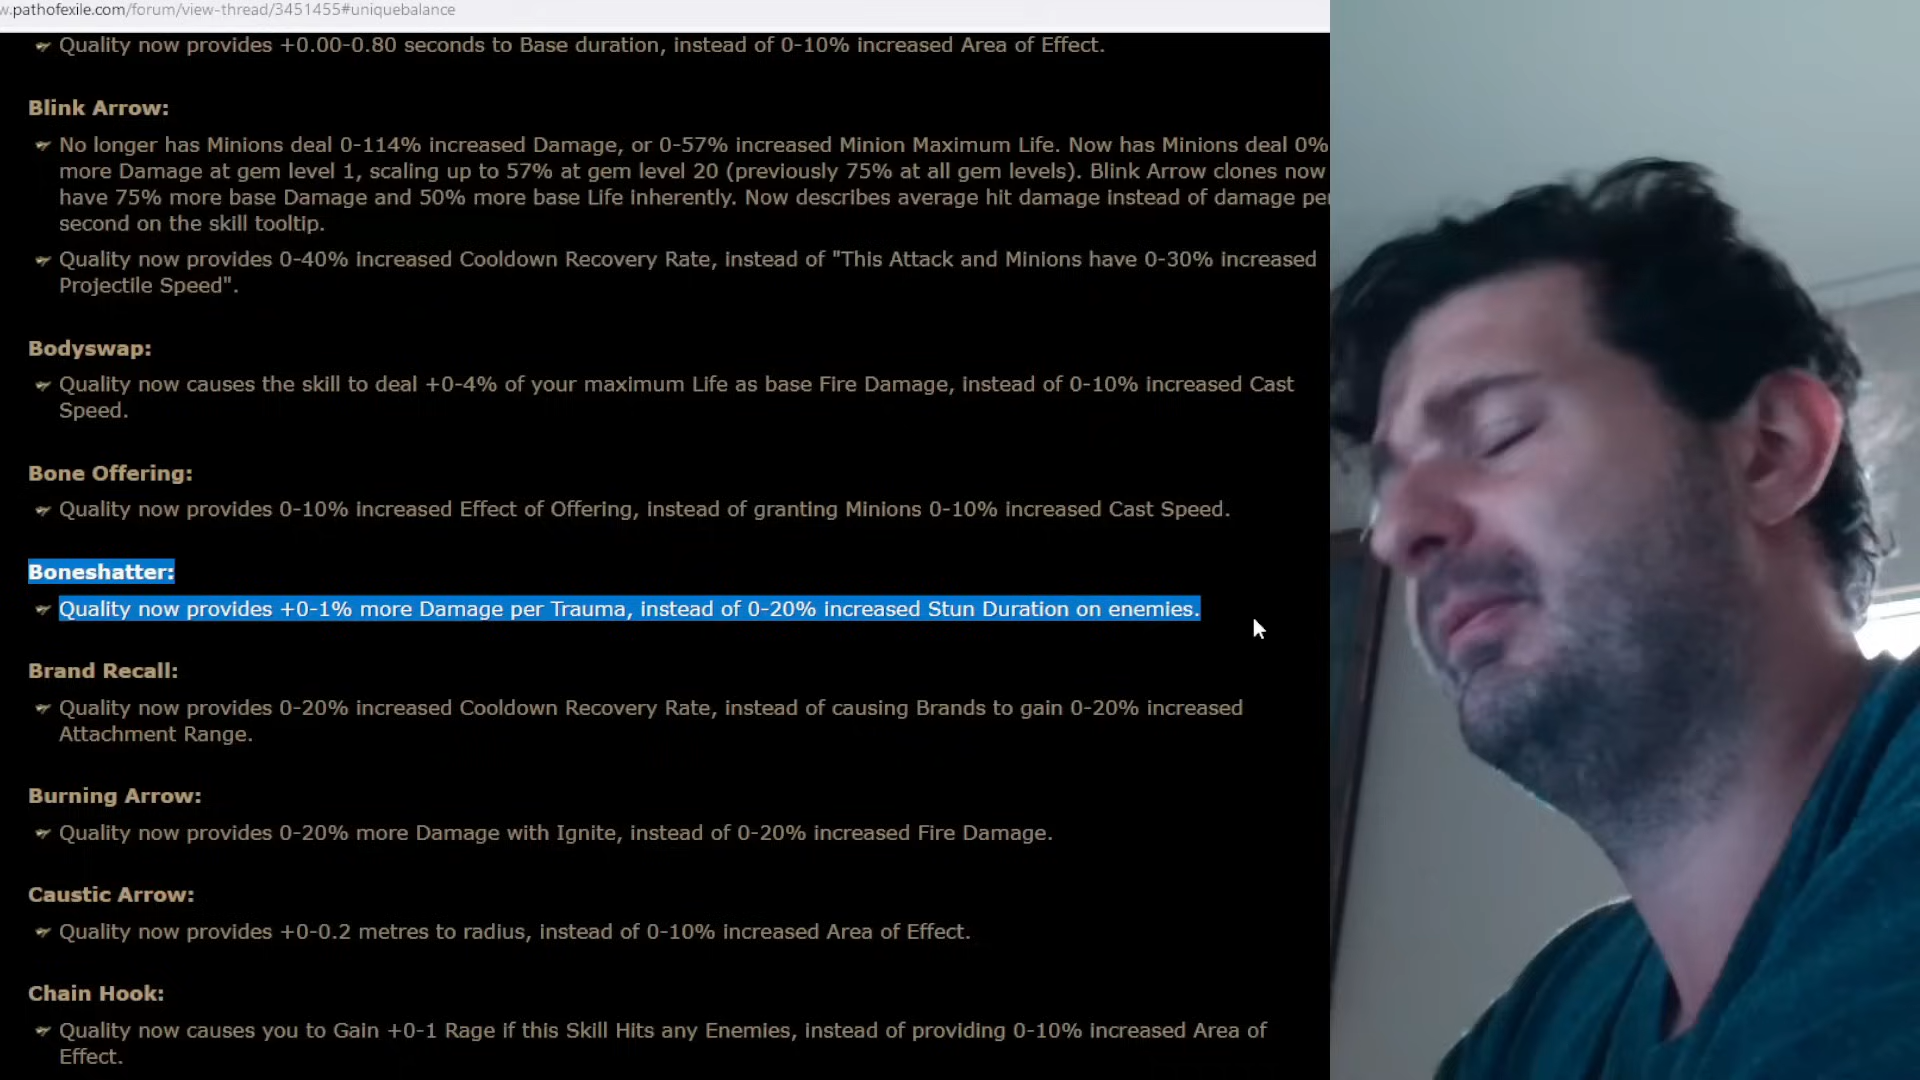 w.pathofexile.com/forum/view-thread/3451455#uniquebalance
Quality now provides +0.00-0.80 seconds to Base duration, instead of 0-10% increased Area of Effect.
Blink Arrow:
No longer has Minions deal 0-114% increased Damage, or 0-57% increased Minion Maximum Life. Now has Minions deal 0%
more Damage at gem level 1, scaling up to 57% at gem level 20 (previously 75% at all gem levels). Blink Arrow clones now
have 75% more base Damage and 50% more base Life inherently. Now describes average hit damage instead of damage per
second on the skill tooltip.
Quality now provides 0-40% increased Cooldown Recovery Rate, instead of "This Attack and Minions have 0-30% increased
Projectile Speed".
Bodyswap:
Quality now causes the skill to deal +0-4% of your maximum Life as base Fire Damage, instead of 0-10% increased Cast
Speed.
Bone Offering:
Quality now provides 0-10% increased Effect of Offering, instead of granting Minions 0-10% increased Cast Speed.
Boneshatter:
Quality now provides +0-1% more Damage per Trauma, instead of 0-20% increased Stun Duration on enemies.
Brand Recall:
Quality now provides 0-20% increased Cooldown Recovery Rate, instead of causing Brands to gain 0-20% increased
Attachment Range.
Burning Arrow:
Quality now provides 0-20% more Damage with Ignite, instead of 0-20% increased Fire Damage.
Caustic Arrow:
Quality now provides +0-0.2 metres to radius, instead of 0-10% increased Area of Effect.
Chain Hook:
Quality now causes you to Gain +0-1 Rage if this Skill Hits any Enemies, instead of providing 0-10% increased Area of
Effect.